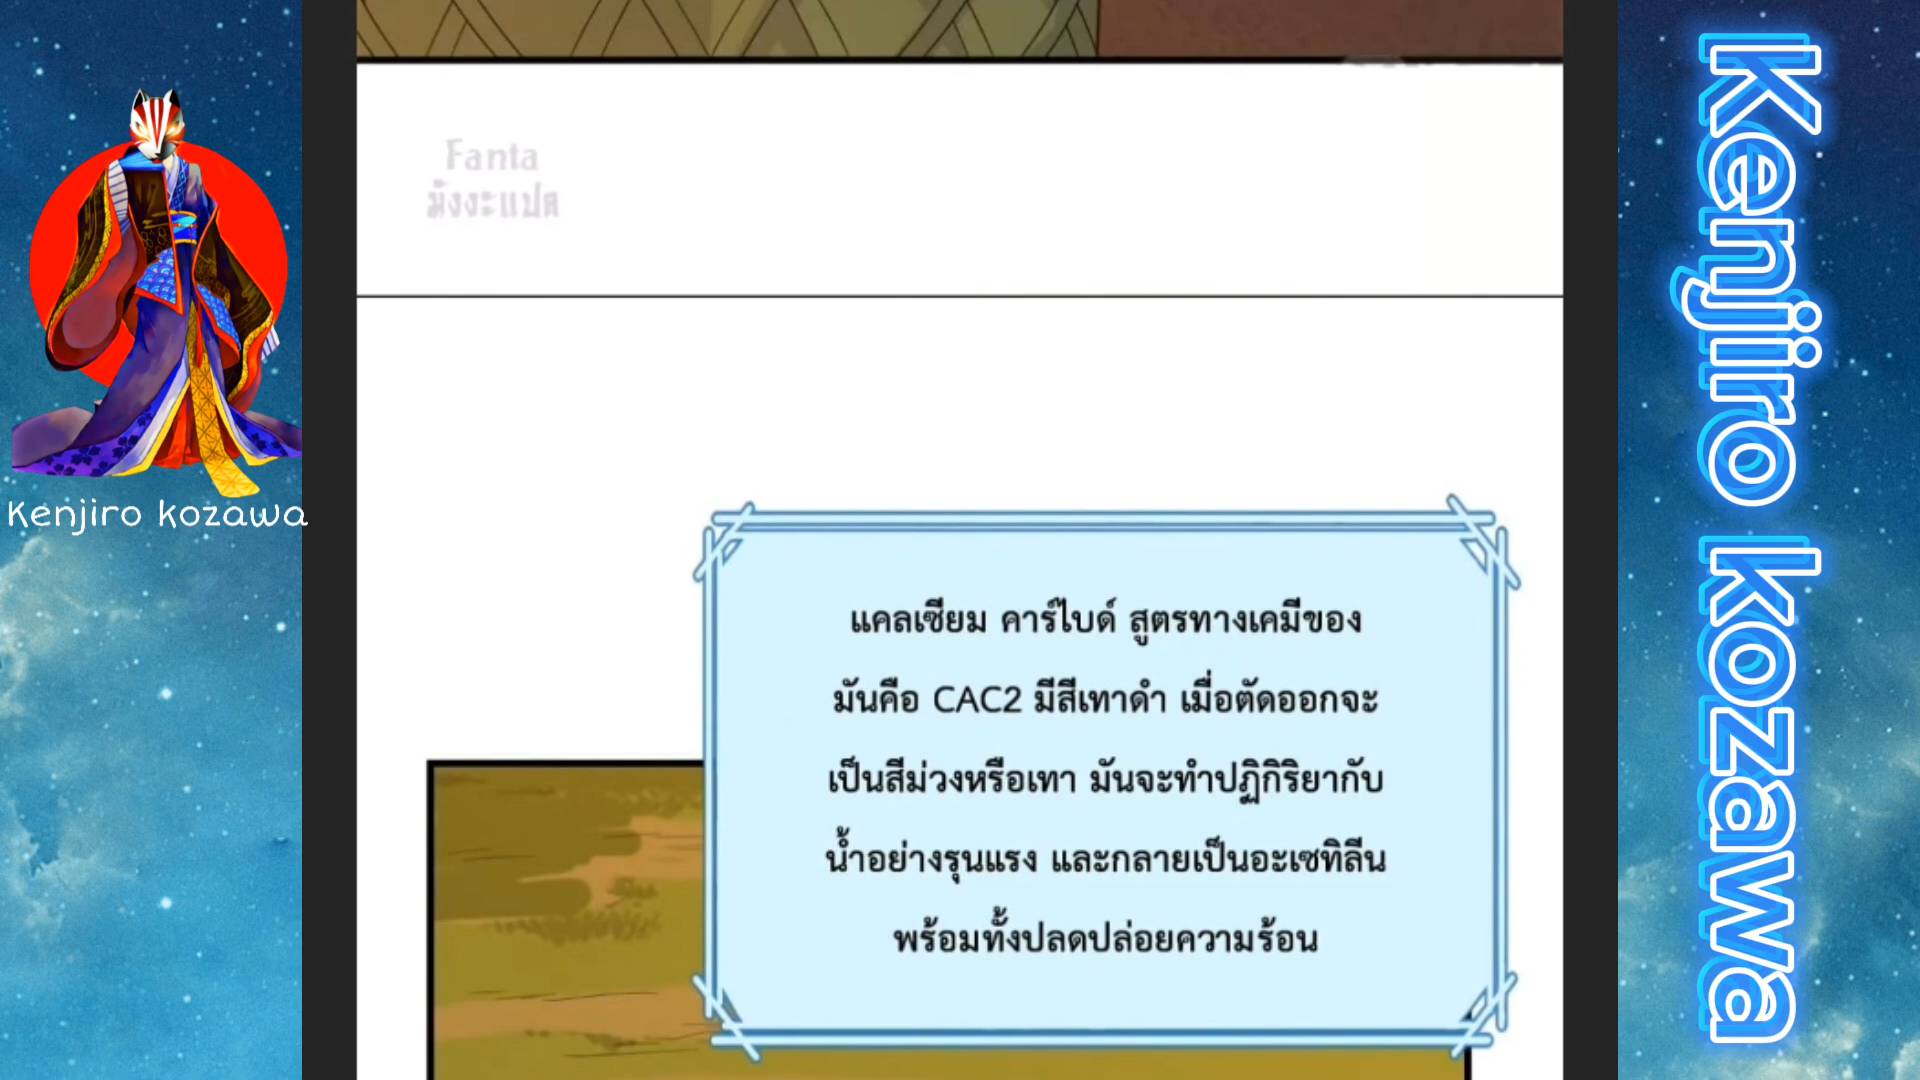 Fanta
มังงะแปล
Kenjiro kozawa
แคลเซียม คาร์ไบด์ สูตรทางเคมีของ
มันคือ CAC2 มีสีเทาดำ เมื่อตัดออกจะ
เป็นสีม่วงหรือเทา มันจะทำปฏิกิริยากับ
น้ำอย่างรุนแรง และกลายเป็นอะเซทิลีน
พร้อมทั้งปลดปล่อยความร้อน
Kenjiro kozawa